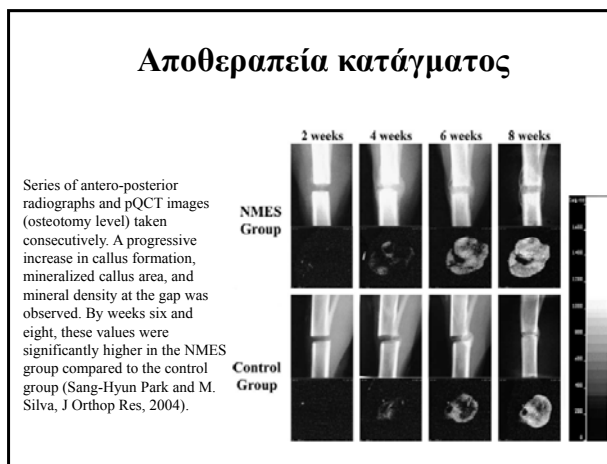 Αποθεραπεία κατάγματος
2 weeks 4 weeks 6 weeks 8 weeks
Series of antero-posterior
radiographs and pQCT images
(osteotomy level) taken
consecutively. A progressive
increase in callus formation,
mineralized callus area, and
mineral density at the gap was
observed. By weeks six and
eight, these values were
significantly higher in the NMES
group compared to the control
group (Sang-Hyun Park and M.
Silva, J Orthop Res, 2004).
NMES
Group
Control
Group